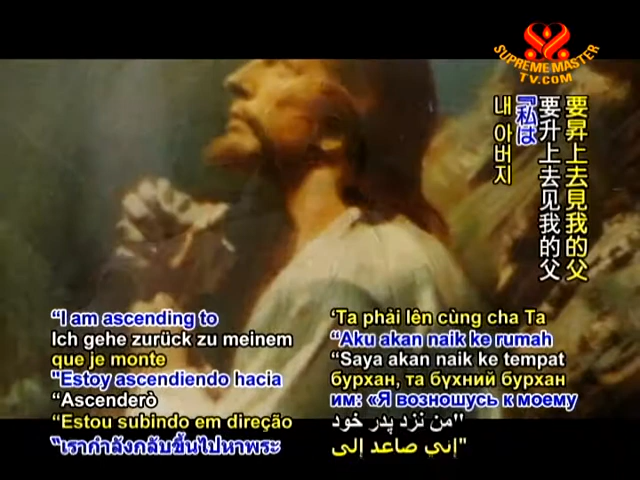 SUPREME MASTER
TV.COM
要昇上去見我的父
要升上去见我的父
『私は
내 아버지
“I am ascending to
Ich gehe zurück zu meinem
que je monte
"Estoy ascendiendo hacia
“Ascenderò
“Estou subindo em direção
“เรากำลังกลับขึ้นไปหาพระ
‘Ta phải lên cùng cha Ta
“Aku akan naik ke rumah
“Saya akan naik ke tempat
бурхан, та бүхний бурхан
им: «Я возношусь к моему
"من نزد پدر خود
"إني صاعد إلى